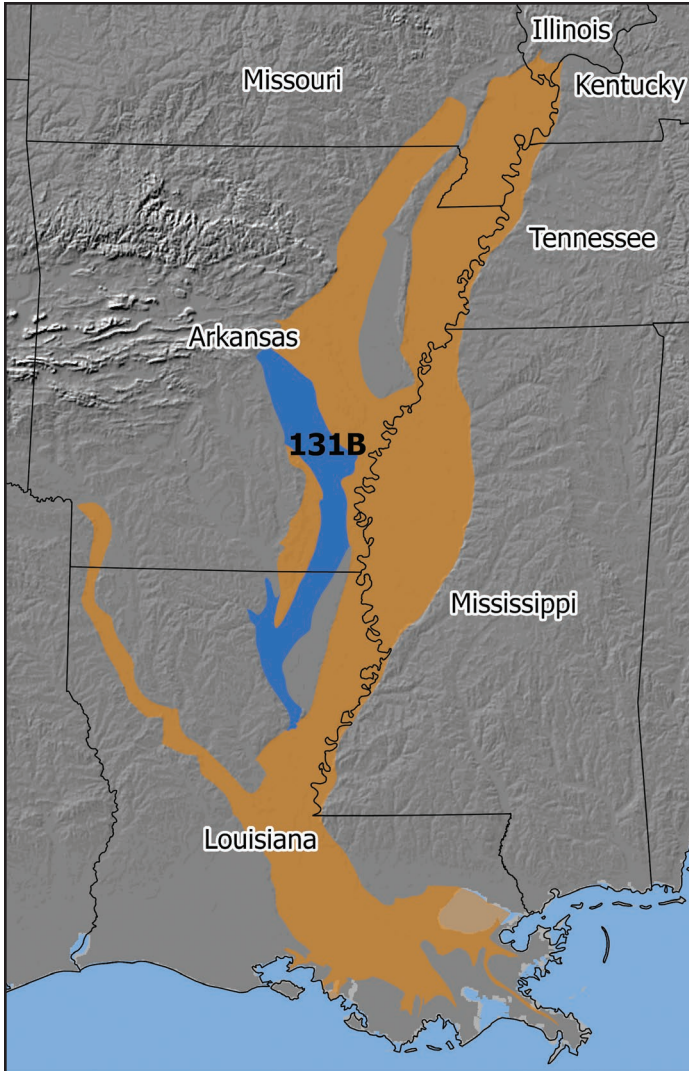 Illinois
Missouri
Kentucky
Tennessee
Arkansas
131B
Mississippi
Louisiana